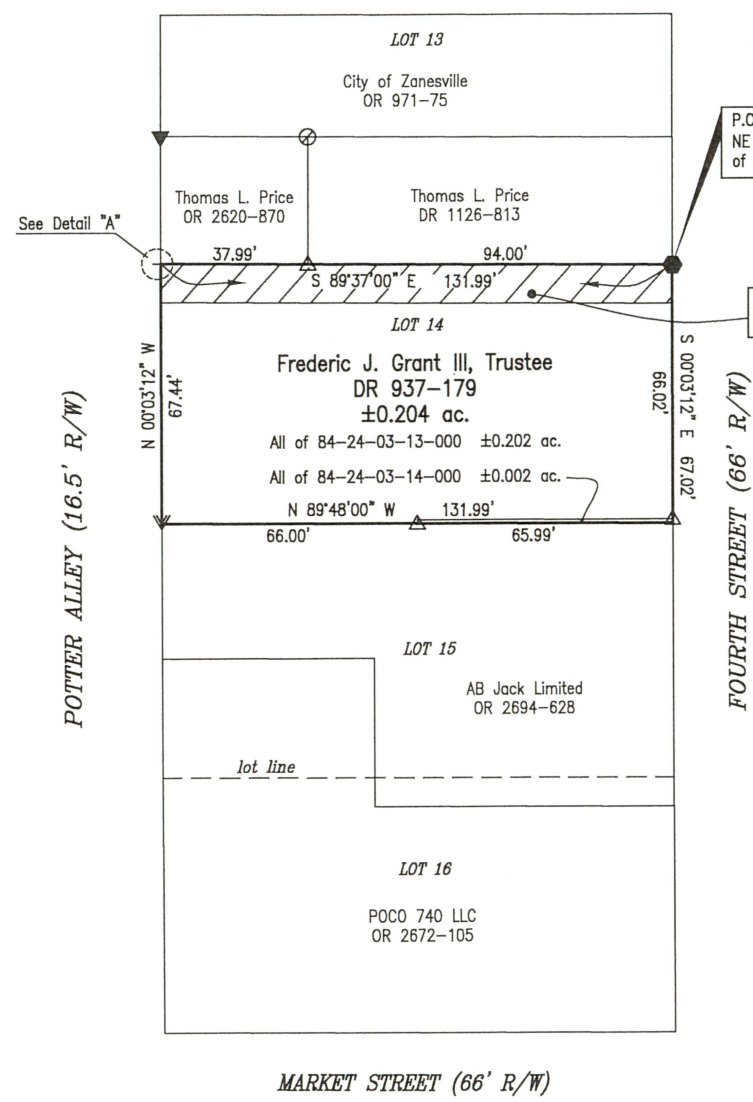 LOT 13
City of Zanesville
OR 971-75
P.O
NE
of
Thomas L. Price
OR 2620-870
Thomas L. Price
DR 1126-813
See Detail "A"
37.99'
94.00'
S 89°37'00" E 131.99'
LOT 14
Frederic J. Grant III, Trustee
DR 937-179
±0.204 ac.
All of 84-24-03-13-000 ±0.202 ac.
All of 84-24-03-14-000 ±0.002 ac.
N 89°48'00" W 131.99'
66.00'
65.99'
N 00°03'12" W
67.44'
S 00°03'12" E 67.02'
66.02'
POTTER ALLEY (16.5' R/W)
FOURTH STREET (66' R/W)
LOT 15
AB Jack Limited
OR 2694-628
lot line
LOT 16
POCO 740 LLC
OR 2672-105
MARKET STREET (66' R/W)